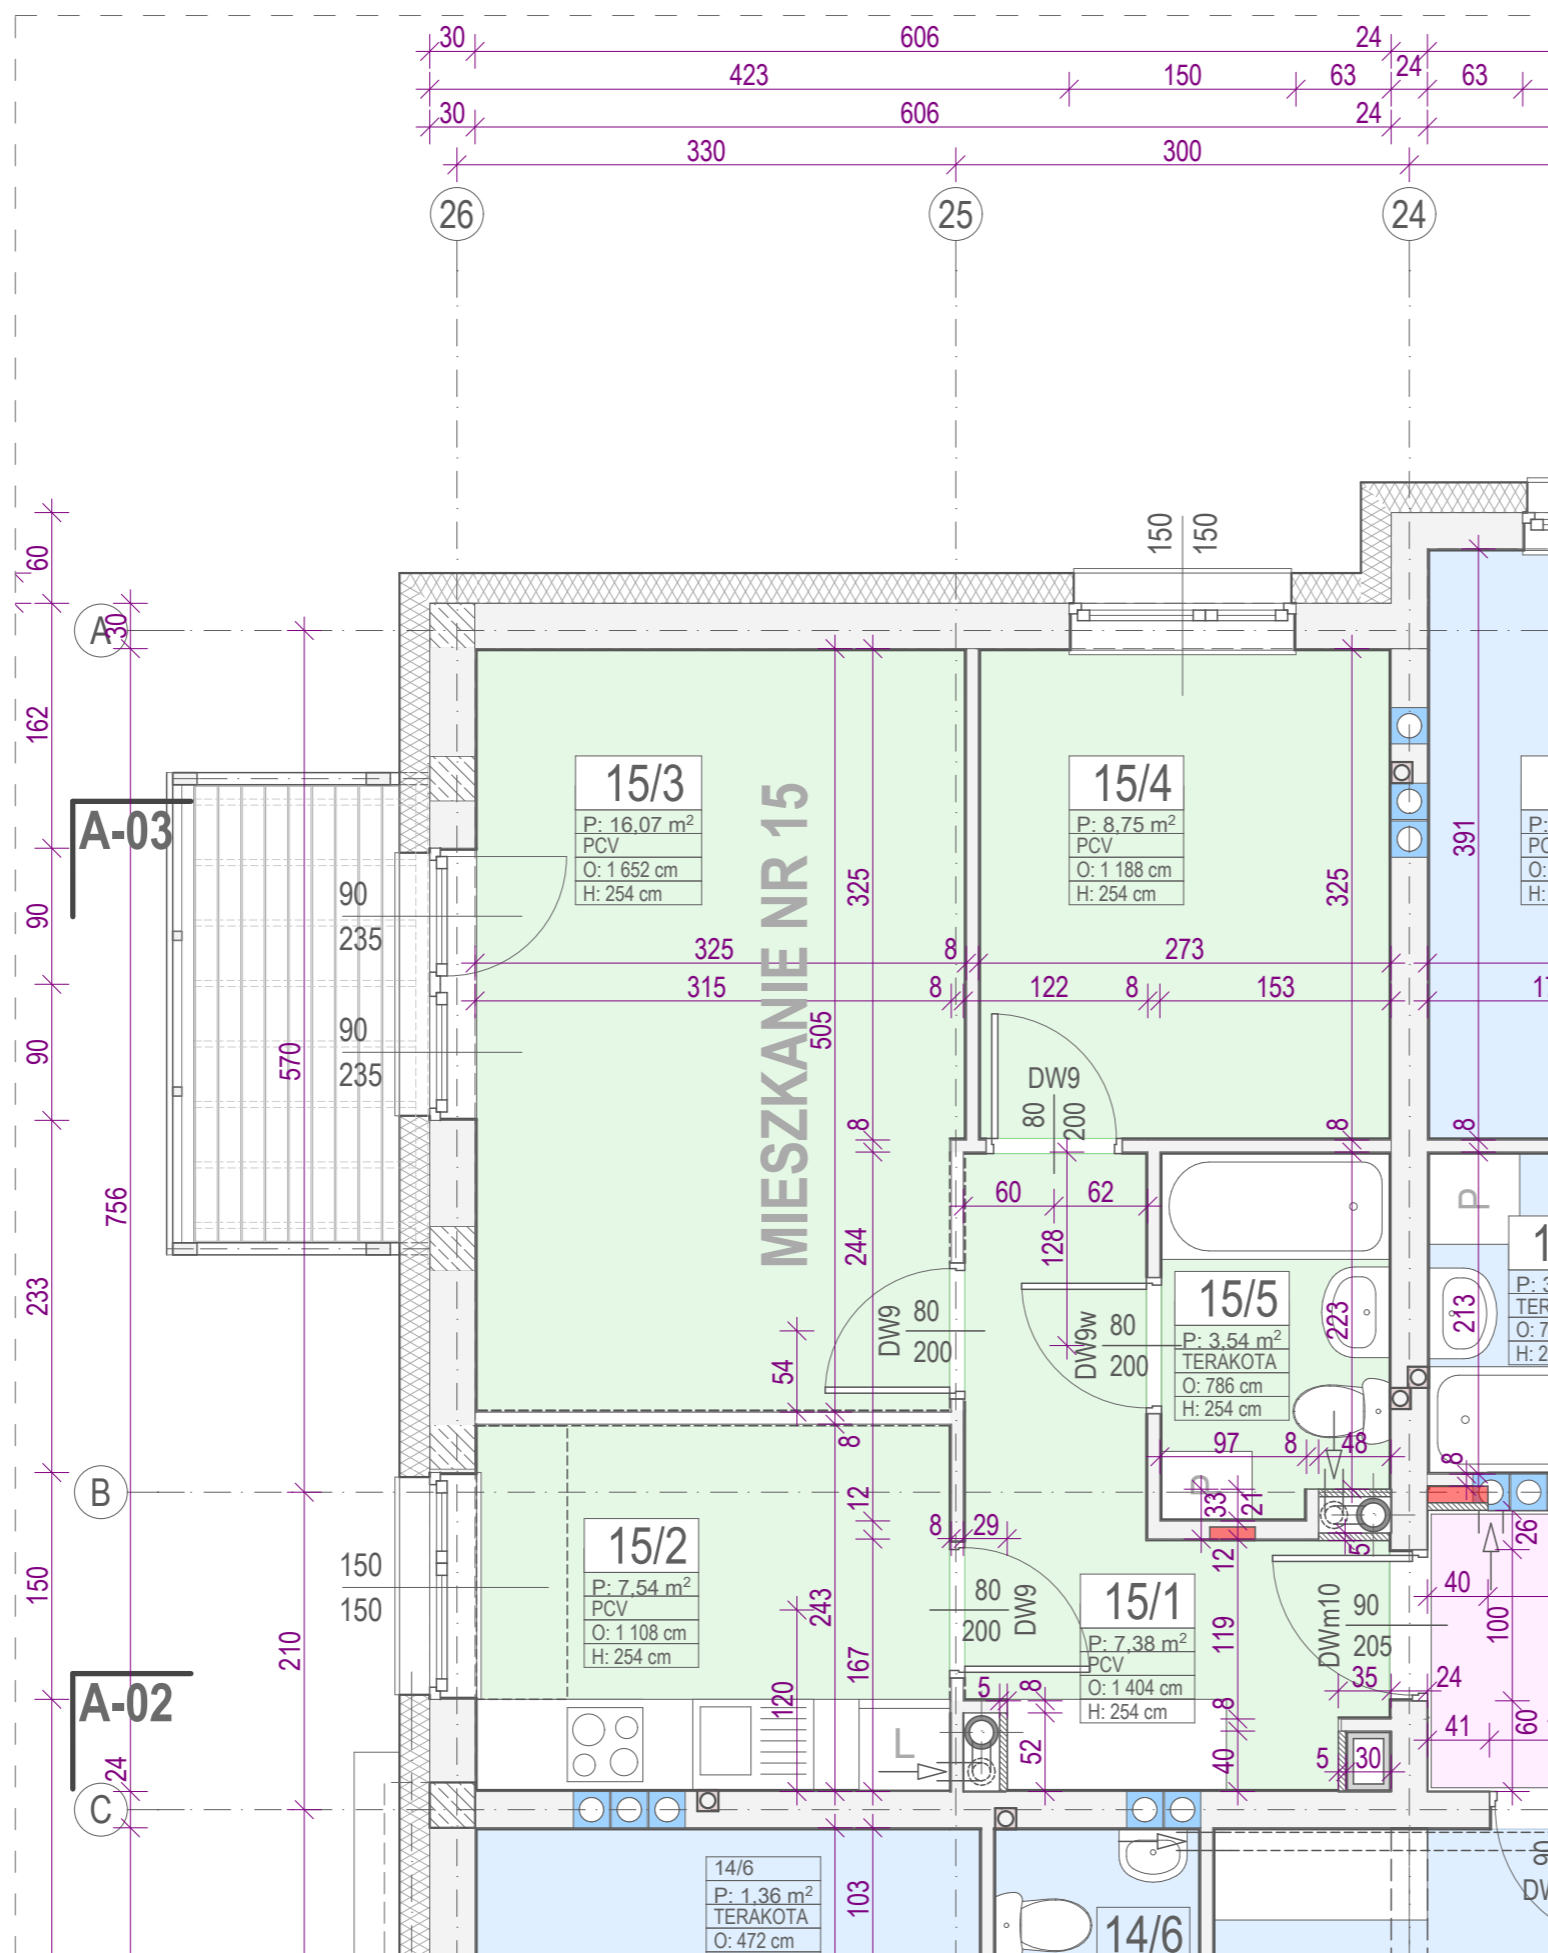 30 606 24
423 150 63 24 63
30 606 24
330 300
26 25 24
60
150 150
A 30
162
15/3
P: 16,07 m²
PCV
O: 1 652 cm
H: 254 cm
MIESZKANIE NR 15
15/4
P: 8,75 m²
PCV
O: 1 188 cm
H: 254 cm
A-03
391
325 325
90
90
235
325 8 273
315 8 122 8 153
505
90
90
235
570
DW9
80
200
8 8 8
756
60 62
128
244
P
233
15/5
P: 3,54 m²
TERAKOTA
O: 786 cm
H: 254 cm
223
213
DW9
80
200
DW9w
80
200
54
8
97 8 48
8
B
12
P
33 21
8 29
12
5
26
15/2
P: 7,54 m²
PCV
O: 1 108 cm
H: 254 cm
150
150
150
80
200
DW9
243
15/1
P: 7,38 m²
PCV
O: 1 404 cm
H: 254 cm
119
DWm10
90
205
40
100
210
167
120
A-02
5 8
8
35 24
60
41
L
52
40
5 30
24
C
14/6
P: 1,36 m²
TERAKOTA
O: 472 cm
103
14/6